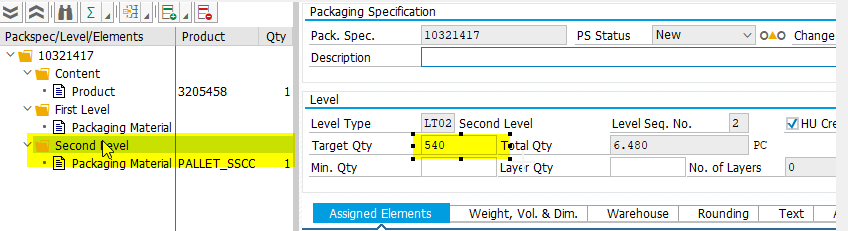 Packspec/Level/Elements Product Qty
10321417
Content
Product 3205458 1
First Level
Packaging Material
Second Level
Packaging Material PALLET_SSCC 1
Packaging Specification
Pack. Spec. 10321417 PS Status New Change
Description
Level
Level Type LT02 Second Level Level Seq. No. 2 HU Cre
Target Qty 540 Total Qty 6.480 PC
Min. Qty Layer Qty No. of Layers 0
Assigned Elements Weight, Vol. & Dim. Warehouse Rounding Text